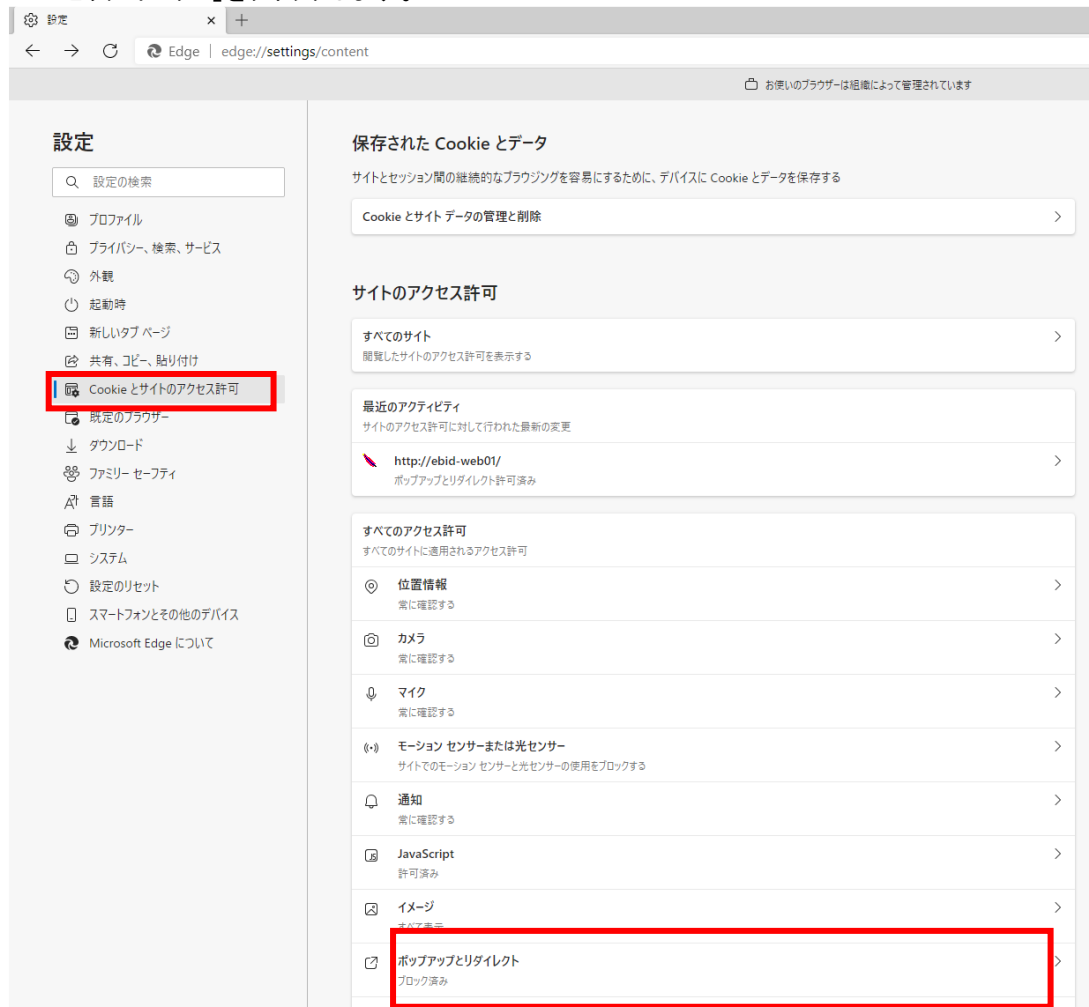 設定
Edge | edge://settings/content
お使いのブラウザーは組織によって管理されています
設定
設定の検索
プロファイル
プライバシー、検索、サービス
外観
起動時
新しいタブ ページ
共有、コピー、貼り付け
Cookie とサイトのアクセス許可
既定のブラウザー
ダウンロード
ファミリー セーフティ
言語
プリンター
システム
設定のリセット
スマートフォンとその他のデバイス
Microsoft Edge について
保存された Cookie とデータ
サイトとセッション間の継続的なブラウジングを容易にするために、デバイスに Cookie とデータを保存する
Cookie とサイト データの管理と削除
サイトのアクセス許可
すべてのサイト
閲覧したサイトのアクセス許可を表示する
最近のアクティビティ
サイトのアクセス許可に対して行われた最新の変更
http://ebid-web01/
ポップアップとリダイレクト許可済み
すべてのアクセス許可
すべてのサイトに適用されるアクセス許可
位置情報
常に確認する
カメラ
常に確認する
マイク
常に確認する
モーション センサーまたは光センサー
サイトでのモーション センサーと光センサーの使用をブロックする
通知
常に確認する
JavaScript
許可済み
イメージ
すべて表示
ポップアップとリダイレクト
ブロック済み